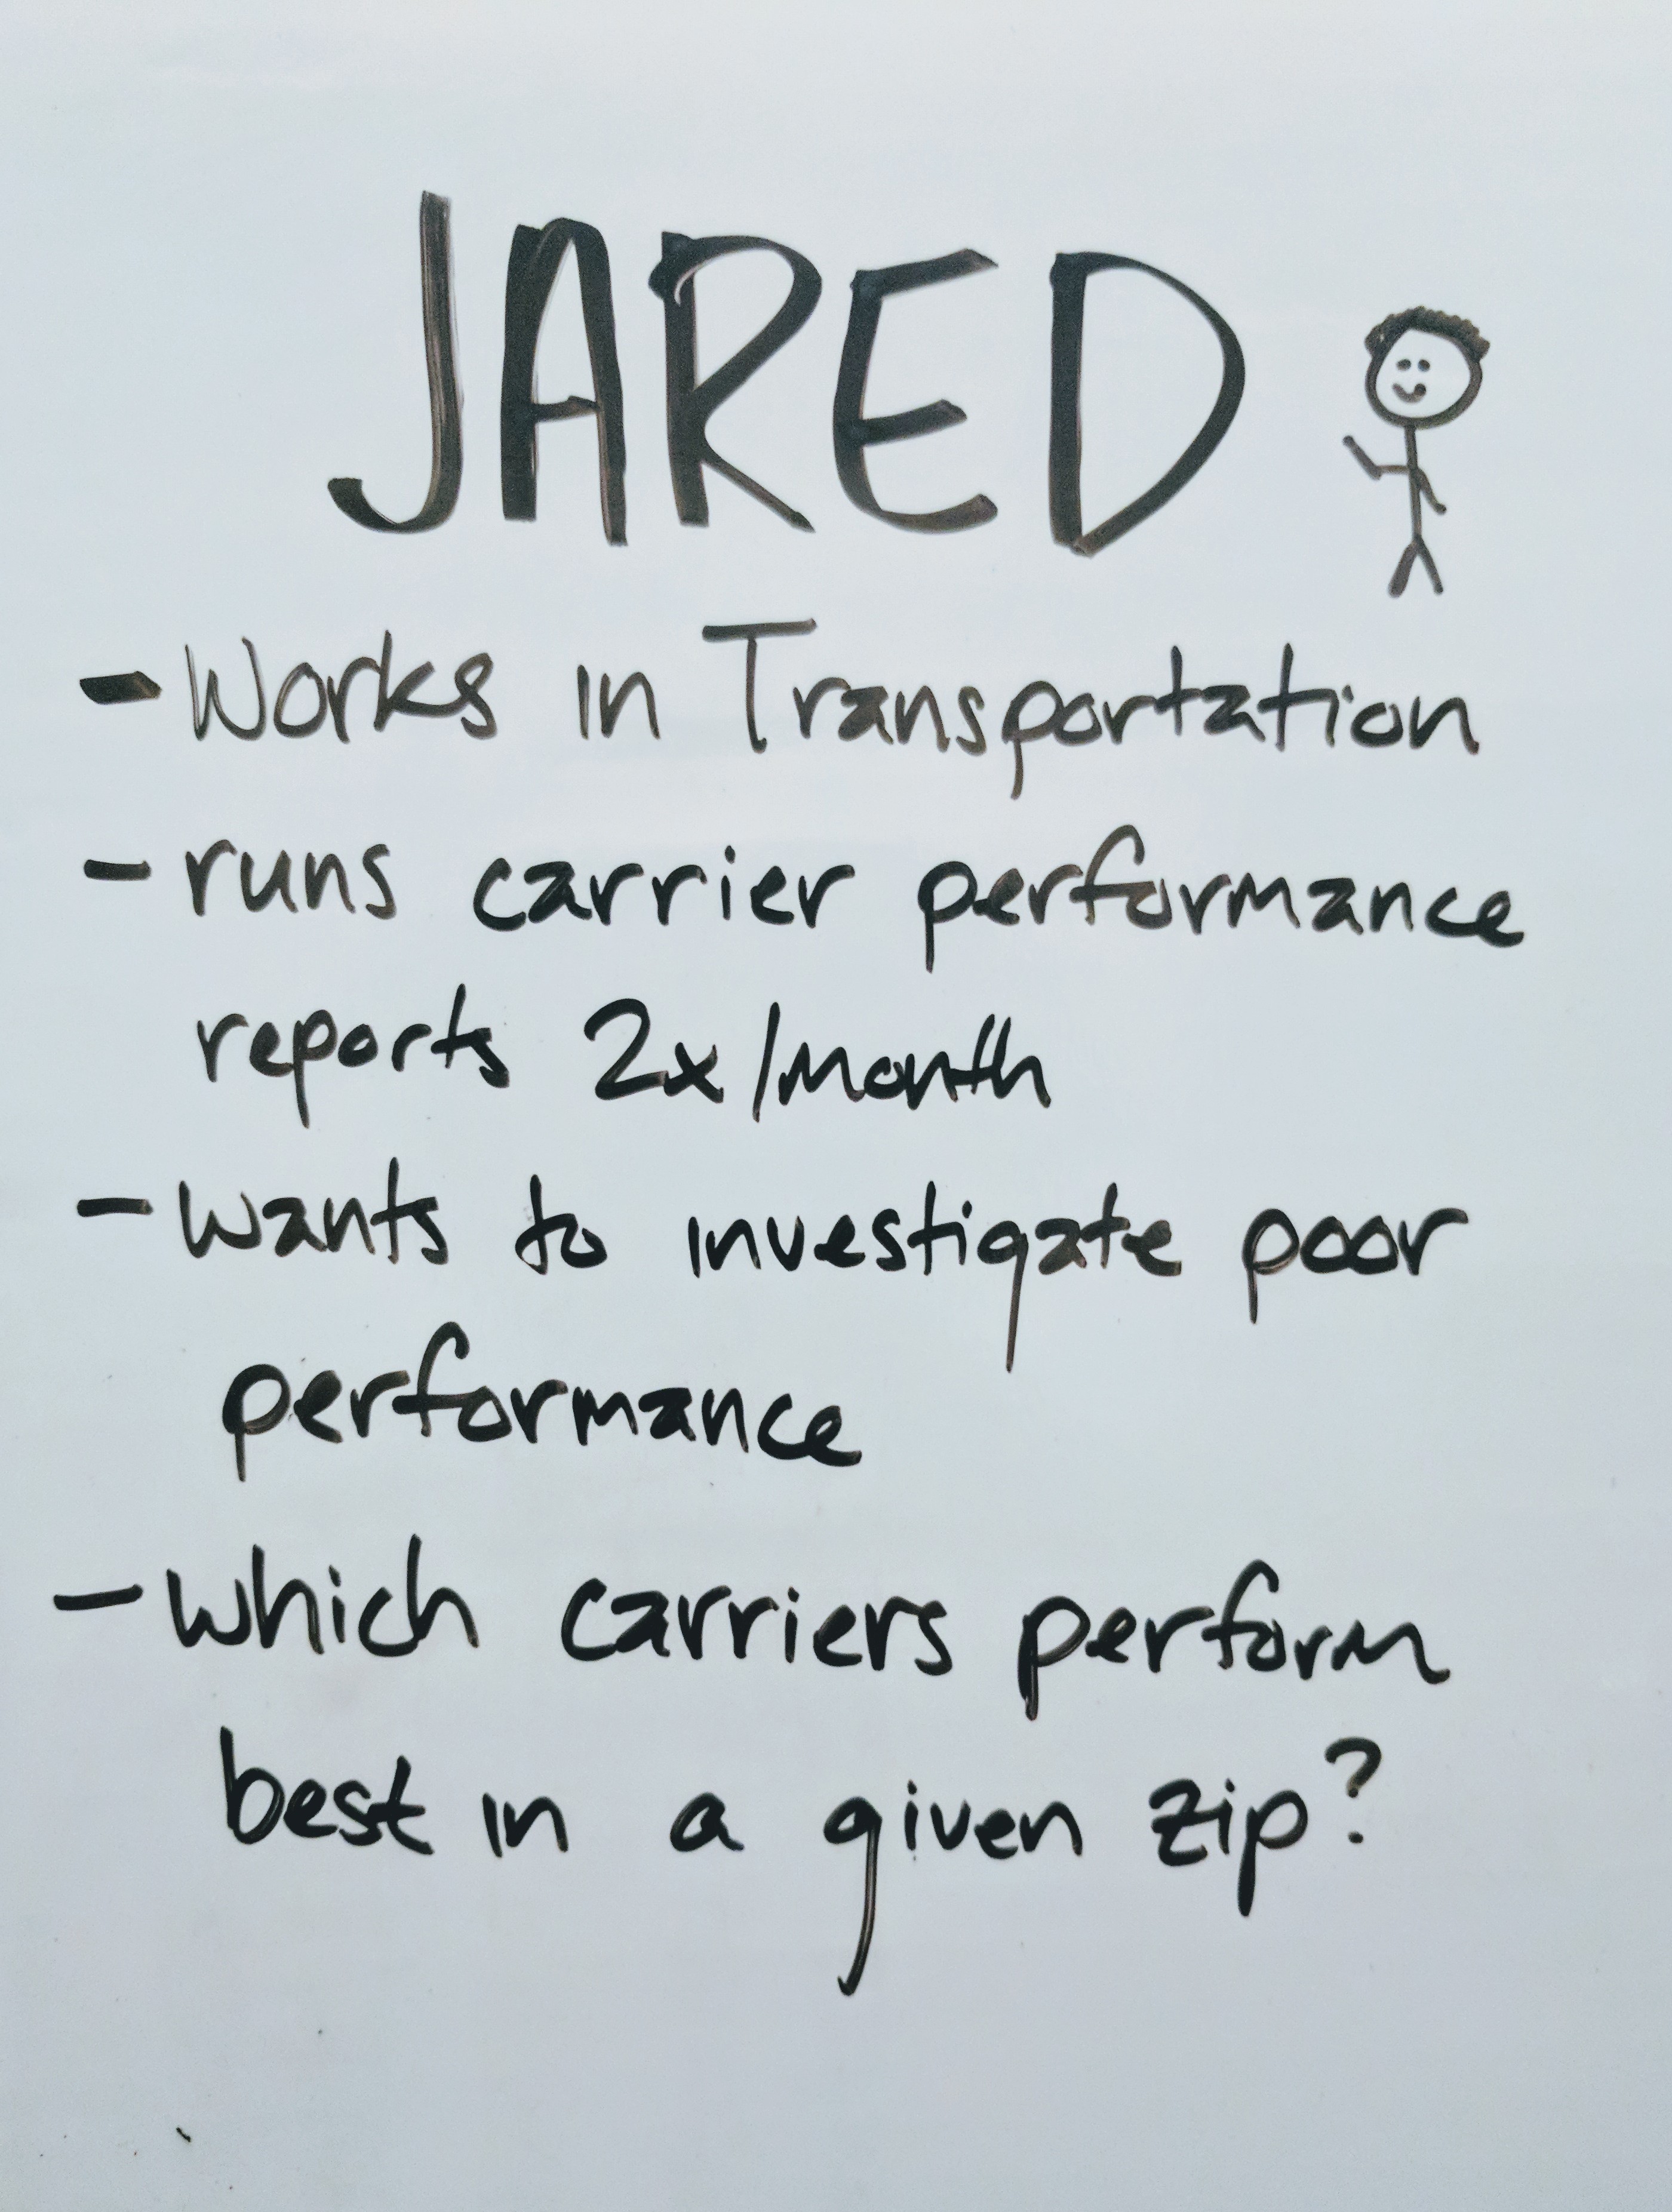 JARED
- Works in Transportation
- runs carrier performance
reports 2x/month
- wants to investigate poor
performance
- which carriers perform
best in a given zip?